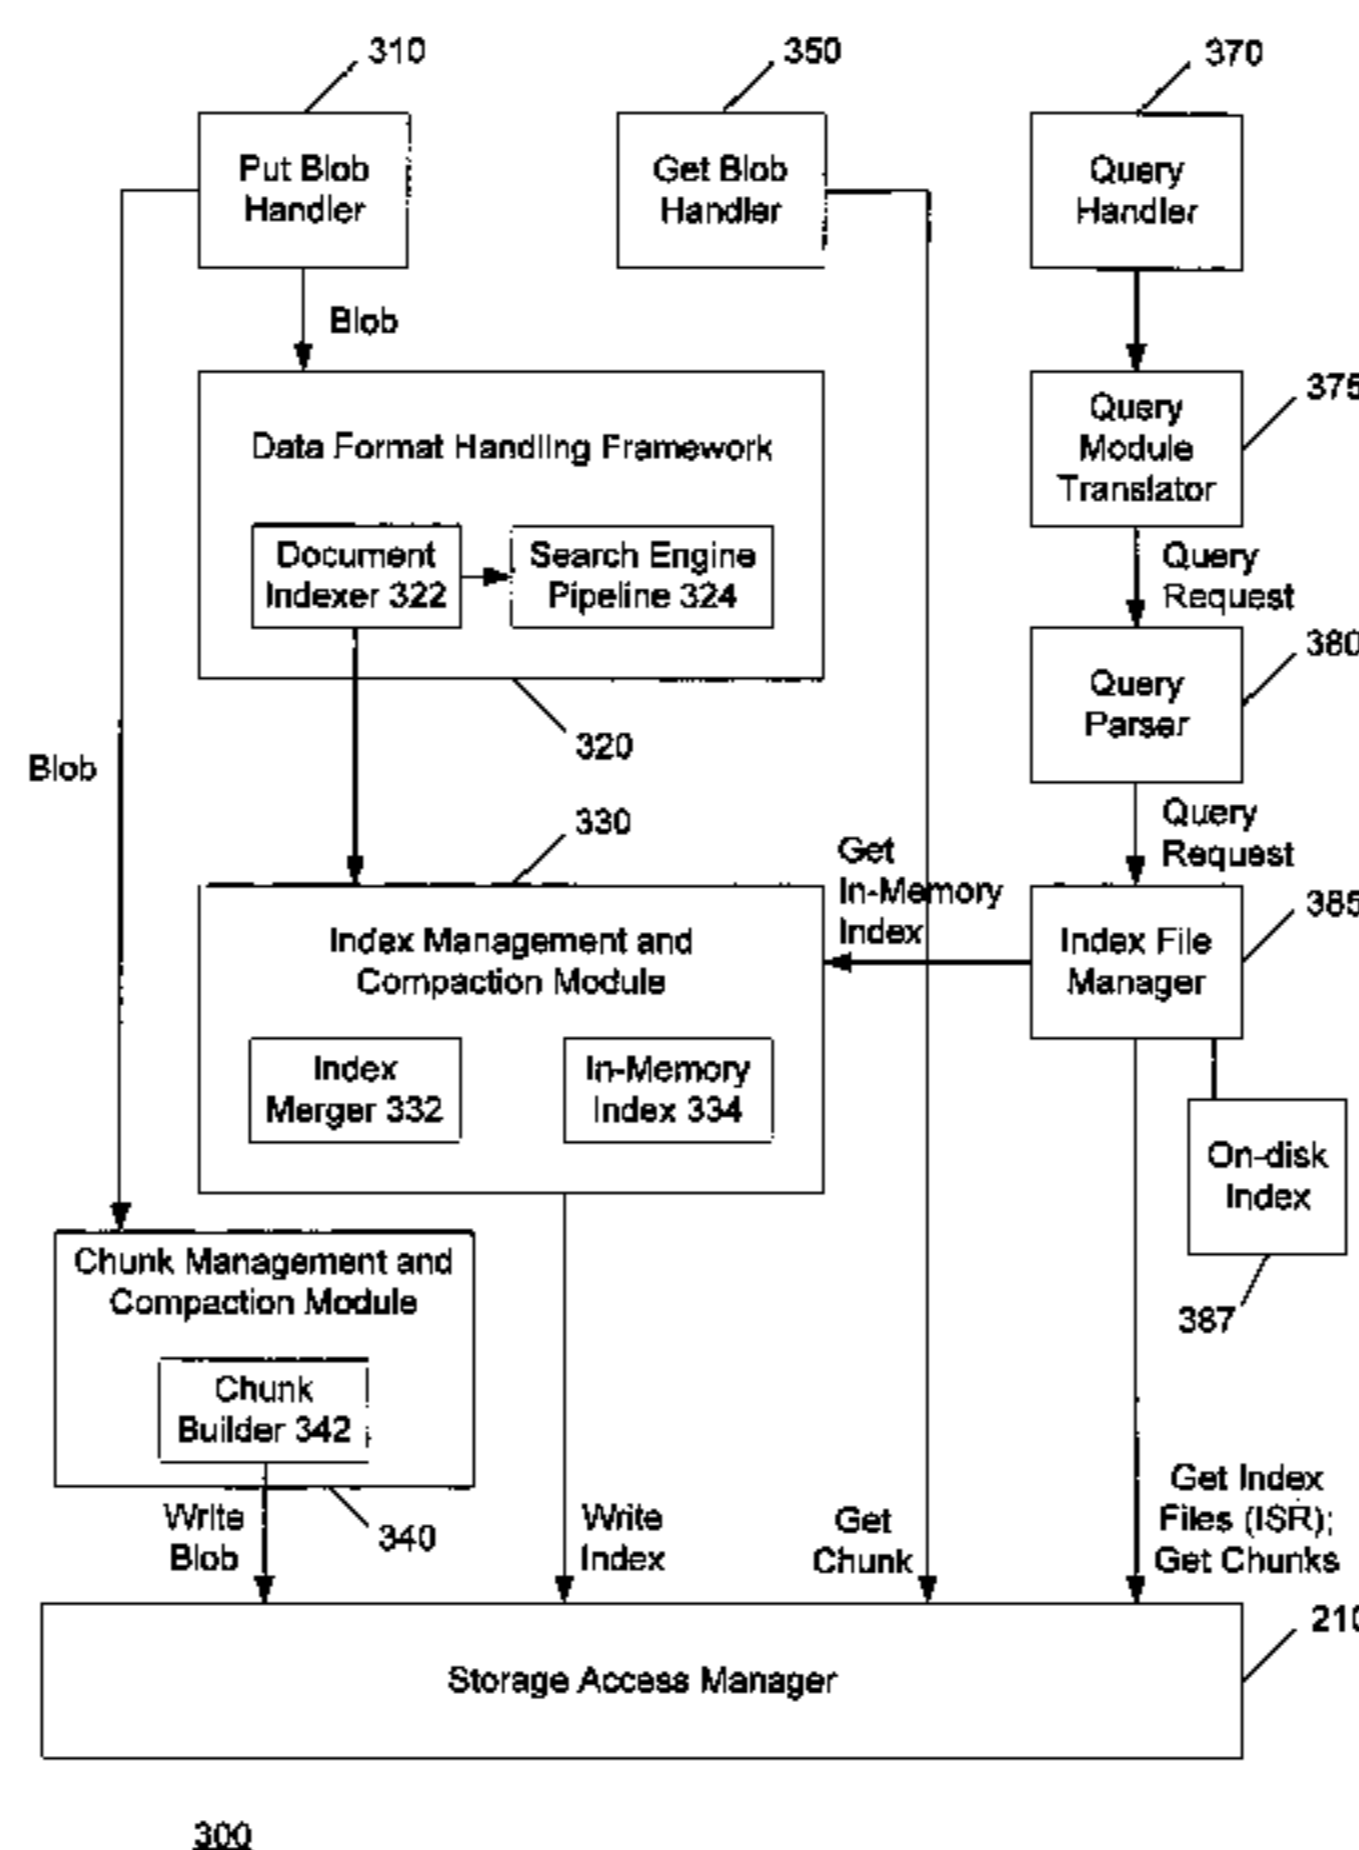 310
350
370
Put Blob
Handler
Get Blob
Handler
Query
Handler
Blob
375
Data Format Handling Framework
Query
Module
Translator
Document
Indexer 322
Search Engine
Pipeline 324
Query
Request
380
Query
Parser
320
Blob
330
Query
Request
Get
In-Memory
Index
385
Index Management and
Compaction Module
Index File
Manager
Index
Merger 332
In-Memory
Index 334
On-disk
Index
387
Chunk Management and
Compaction Module
Chunk
Builder 342
Write
Blob
340
Write
Index
Get
Chunk
Get Index
Files (ISR);
Get Chunks
210
Storage Access Manager
300